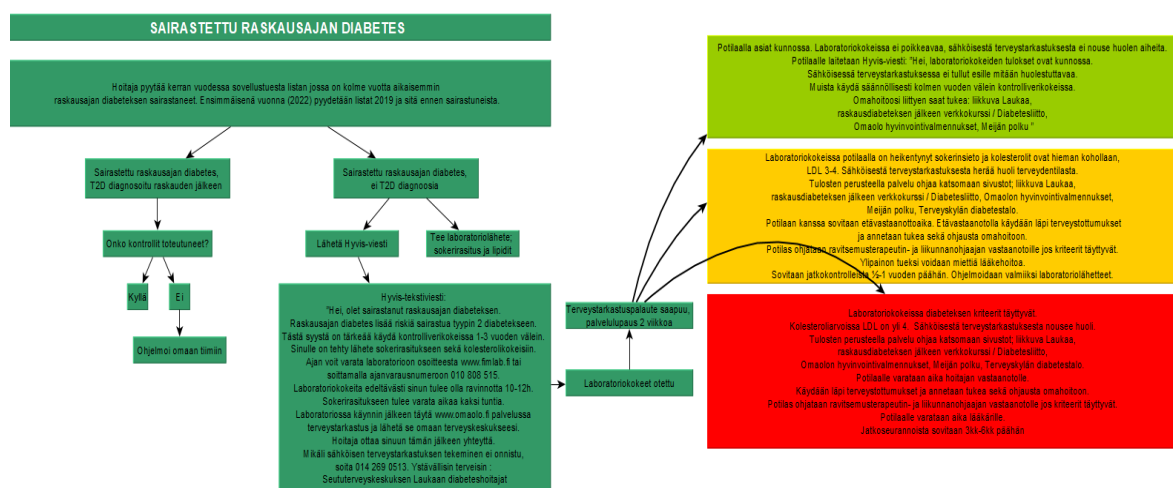 SAIRASTETTU RASKAUSAJAN DIABETES
Hoitaja pyytää kerran vuodessa sovellustuesta listan jossa on kolme vuotta aikaisemmin
raskausajan diabeteksen sairastaneet. Ensimmäisenä vuonna (2022) pyydetään listat 2019 ja sitä ennen sairastuneista.
Sairastettu raskausajan diabetes,
T2D diagnosoitu raskauden jälkeen
Sairastettu raskausajan diabetes,
ei T2D diagnoosia
Onko kontrollit toteutuneet?
Kyllä
Ei
Ohjelmoi omaan tiimiin
Lähetä Hyvis-viesti
Tee laboratoriolähete;
sokerirasitus ja lipidit
Hyvis-tekstiviesti:
"Hei, olet sairastanut raskausajan diabeteksen.
Raskausajan diabetes lisää riskiä sairastua tyypin 2 diabetekseen.
Tästä syystä on tärkeää käydä kontrolliverikokeissa 1-3 vuoden välein.
Sinulle on tehty lähete sokerirasitukseen sekä kolesterolikokeisiin.
Ajan voit varata laboratorioon osoitteesta www.fimlab.fi tai
soittamalla ajanvarausnumeroon 010 808 515.
Laboratoriokokeita edeltävästi sinun tulee olla ravinnotta 10-12h.
Sokerirasitukseen tulee varata aikaa kaksi tuntia.
Laboratoriossa käynnin jälkeen täytä www.omaolo.fi palvelussa
terveystarkastus ja lähetä se omaan terveyskeskukseesi.
Hoitaja ottaa sinuun tämän jälkeen yhteyttä.
Mikäli sähköisen terveystarkastuksen tekeminen ei onnistu,
soita 014 269 0513. Ystävällisin terveisin :
Seututerveyskeskuksen Laukaan diabeteshoitajat
Laboratoriokokeet otettu
Terveystarkastuspalaute saapuu,
palvelulupaus 2 viikkoa
Potilaalla asiat kunnossa. Laboratoriokokeissa ei poikkeavaa, sähköisestä terveystarkastuksesta ei nouse huolen aiheita.
Potilaalle laitetaan Hyvis-viesti: "Hei, laboratoriokokeiden tulokset ovat kunnossa.
Sähköisessä terveystarkastuksessa ei tullut esille mitään huolestuttavaa.
Muista käydä säännöllisesti kolmen vuoden välein kontrolliverikokeissa.
Omahoitoosi liittyen saat tukea: liikkuva Laukaa,
raskausdiabeteksen jälkeen verkkokurssi / Diabetesliitto,
Omaolo hyvinvointivalmennukset, Meijän polku "
Laboratoriokokeissa potilaalla on heikentynyt sokerinsieto ja kolesterolit ovat hieman koholla,
LDL 3-4. Sähköisestä terveystarkastuksesta herää huoli terveydentilasta.
Tulosten perusteella palvelu ohjaa katsomaan sivustot; liikkuva Laukaa,
raskausdiabeteksen jälkeen verkkokurssi / Diabetesliitto, Omaolon hyvinvointivalmennukset,
Meijän polku, Terveyskylän diabetestalo.
Potilaan kanssa sovitaan etävastaanottoaika. Etävastaanotolla käydään läpi terveystottumukset
ja annetaan tukea sekä ohjausta omahoitoon.
Potilas ohjataan ravitsemusterapeutin- ja liikunnanohjaajan vastaanotoille jos kriteerit täyttyvät.
Ylipainon tueksi voidaan miettiä lääkehoitoa.
Sovitaan jatkokontrolleista ½-1 vuoden päähän. Ohjelmoidaan valmiiksi laboratoriolähetteet.
Laboratoriokokeissa diabeteksen kriteerit täyttyvät.
Kolesteroliarvoissa LDL on yli 4. Sähköisestä terveystarkastuksesta nousee huoli.
Tulosten perusteella palvelu ohjaa katsomaan sivustot; liikkuva Laukaa,
raskausdiabeteksen jälkeen verkkokurssi / Diabetesliitto,
Omaolon hyvinvointivalmennukset, Meijän polku, Terveyskylän diabetestalo.
Potilaalle varataan aika hoitajan vastaanotolle.
Käydään läpi terveystottumukset ja annetaan tukea sekä ohjausta omahoitoon.
Potilas ohjataan ravitsemusterapeutin- ja liikunnanohjaajan vastaanotolle jos kriteerit täyttyvät.
Potilaalle varataan aika lääkärille.
Jatkoseurannoista sovitaan 3kk-6kk päähän